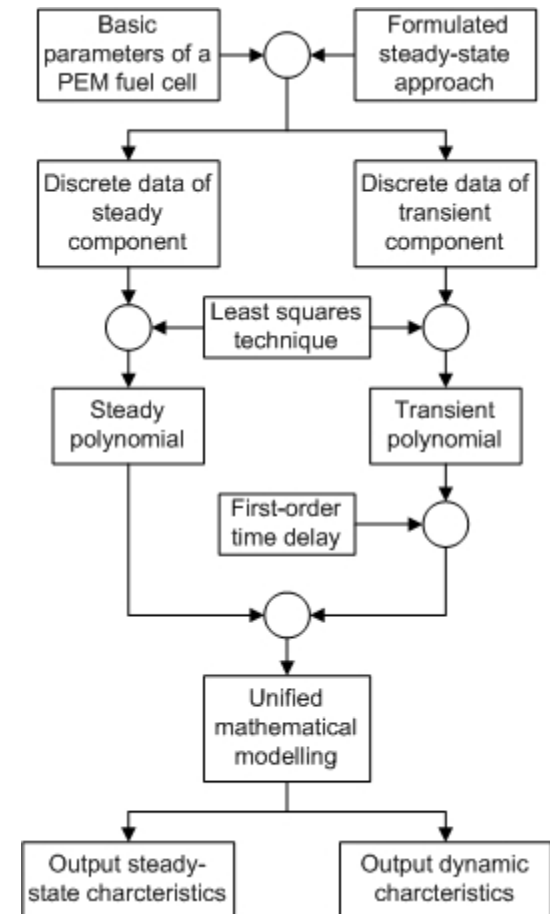 Basic
parameters of a
PEM fuel cell
Formulated
steady-state
approach
Discrete data of
steady
component
Discrete data of
transient
component
Least squares
technique
Steady
polynomial
Transient
polynomial
First-order
time delay
Unified
mathematical
modelling
Output steady-
state charcteristics
Output dynamic
charcteristics